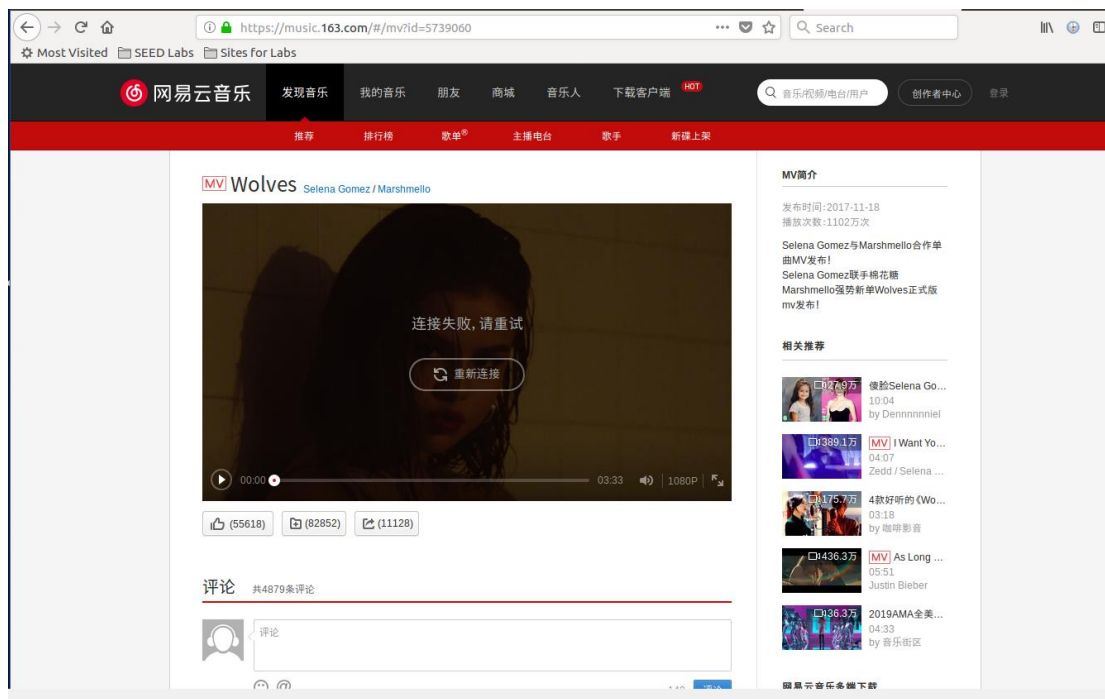 https://music.163.com/#/mv?id=5739060
Search
Most Visited SEED Labs Sites for Labs
网易云音乐 发现音乐 我的音乐 朋友 商城 音乐人 下载客户端 HOT 音乐/视频/电台/用户 创作者中心 登录
推荐 排行榜 歌单® 主播电台 歌手 新碟上架
MV Wolves Selena Gomez / Marshmello
连接失败, 请重试
重新连接
00:00 03:33 1080P
(55618) (82852) (11128)
评论 共4879条评论
评论
@ 140 评论
MV简介
发布时间:2017-11-18
播放次数:1102万次
Selena Gomez与Marshmello合作单
曲MV发布!
Selena Gomez联手棉花糖
Marshmello强势新单Wolves正式版
mv发布!
相关推荐
傻脸Selena Go...
10:04
by Dennnnnniel
389.1万
MV I Want Yo...
04:07
Zedd / Selena ...
175.7万
4款好听的《Wo...
03:18
by 咖啡影音
436.3万
MV As Long ...
05:51
Justin Bieber
2019AMA全美...
04:33
by 音乐街区
网易云音乐多端下载